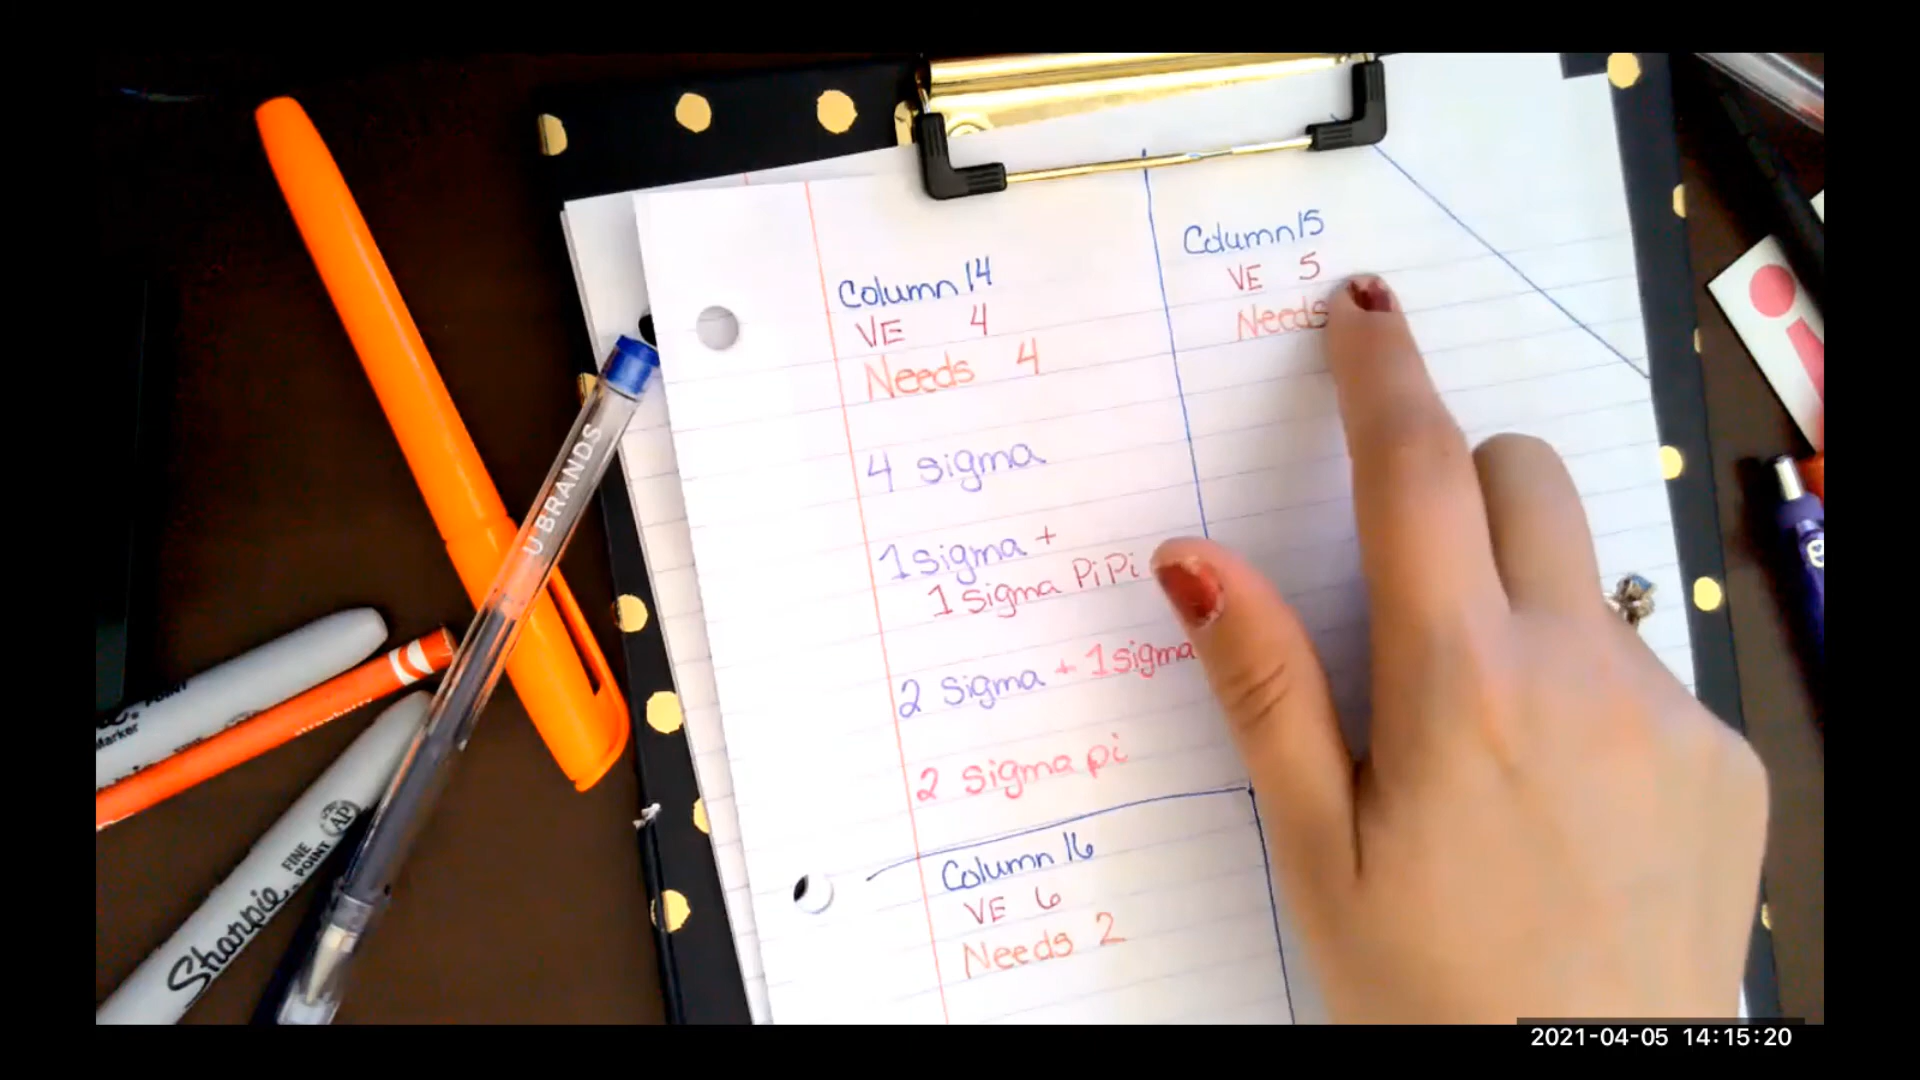 Column 14
VE 4
Needs 4
4 sigma
1 sigma +
1 sigma PiPi
2 sigma + 1 sigma
2 sigma pi
Column 16
VE 6
Needs 2
Column 15
VE 5
Needs
U BRANDS
Marker
Sharpie
FINE
POINT
AP
2021-04-05 14:15:20